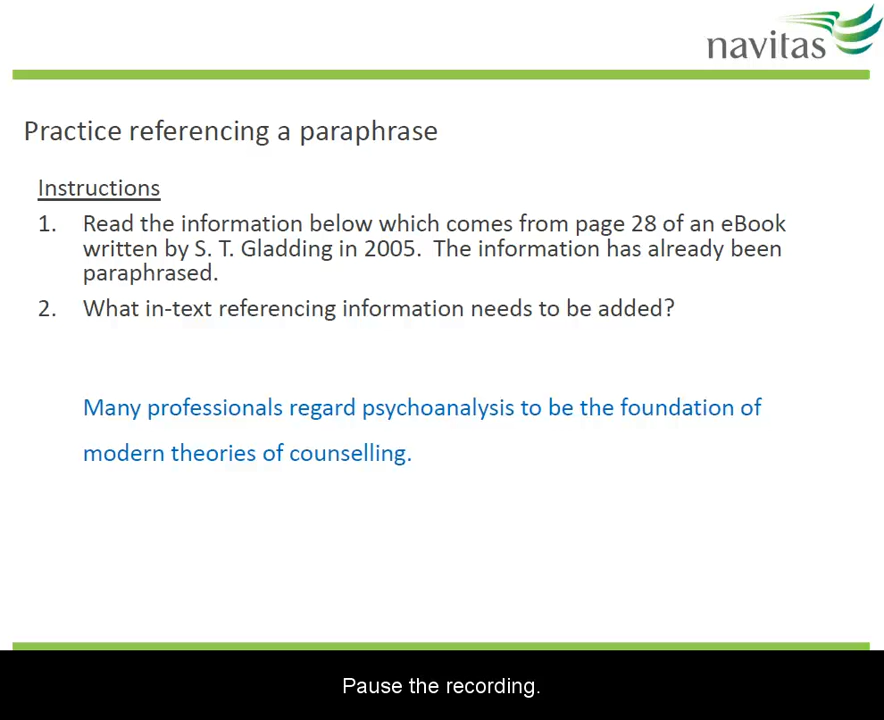 navitas
Practice referencing a paraphrase
Instructions
1. Read the information below which comes from page 28 of an eBook
written by S. T. Gladding in 2005. The information has already been
paraphrased.
2. What in-text referencing information needs to be added?
Many professionals regard psychoanalysis to be the foundation of
modern theories of counselling.
Pause the recording.